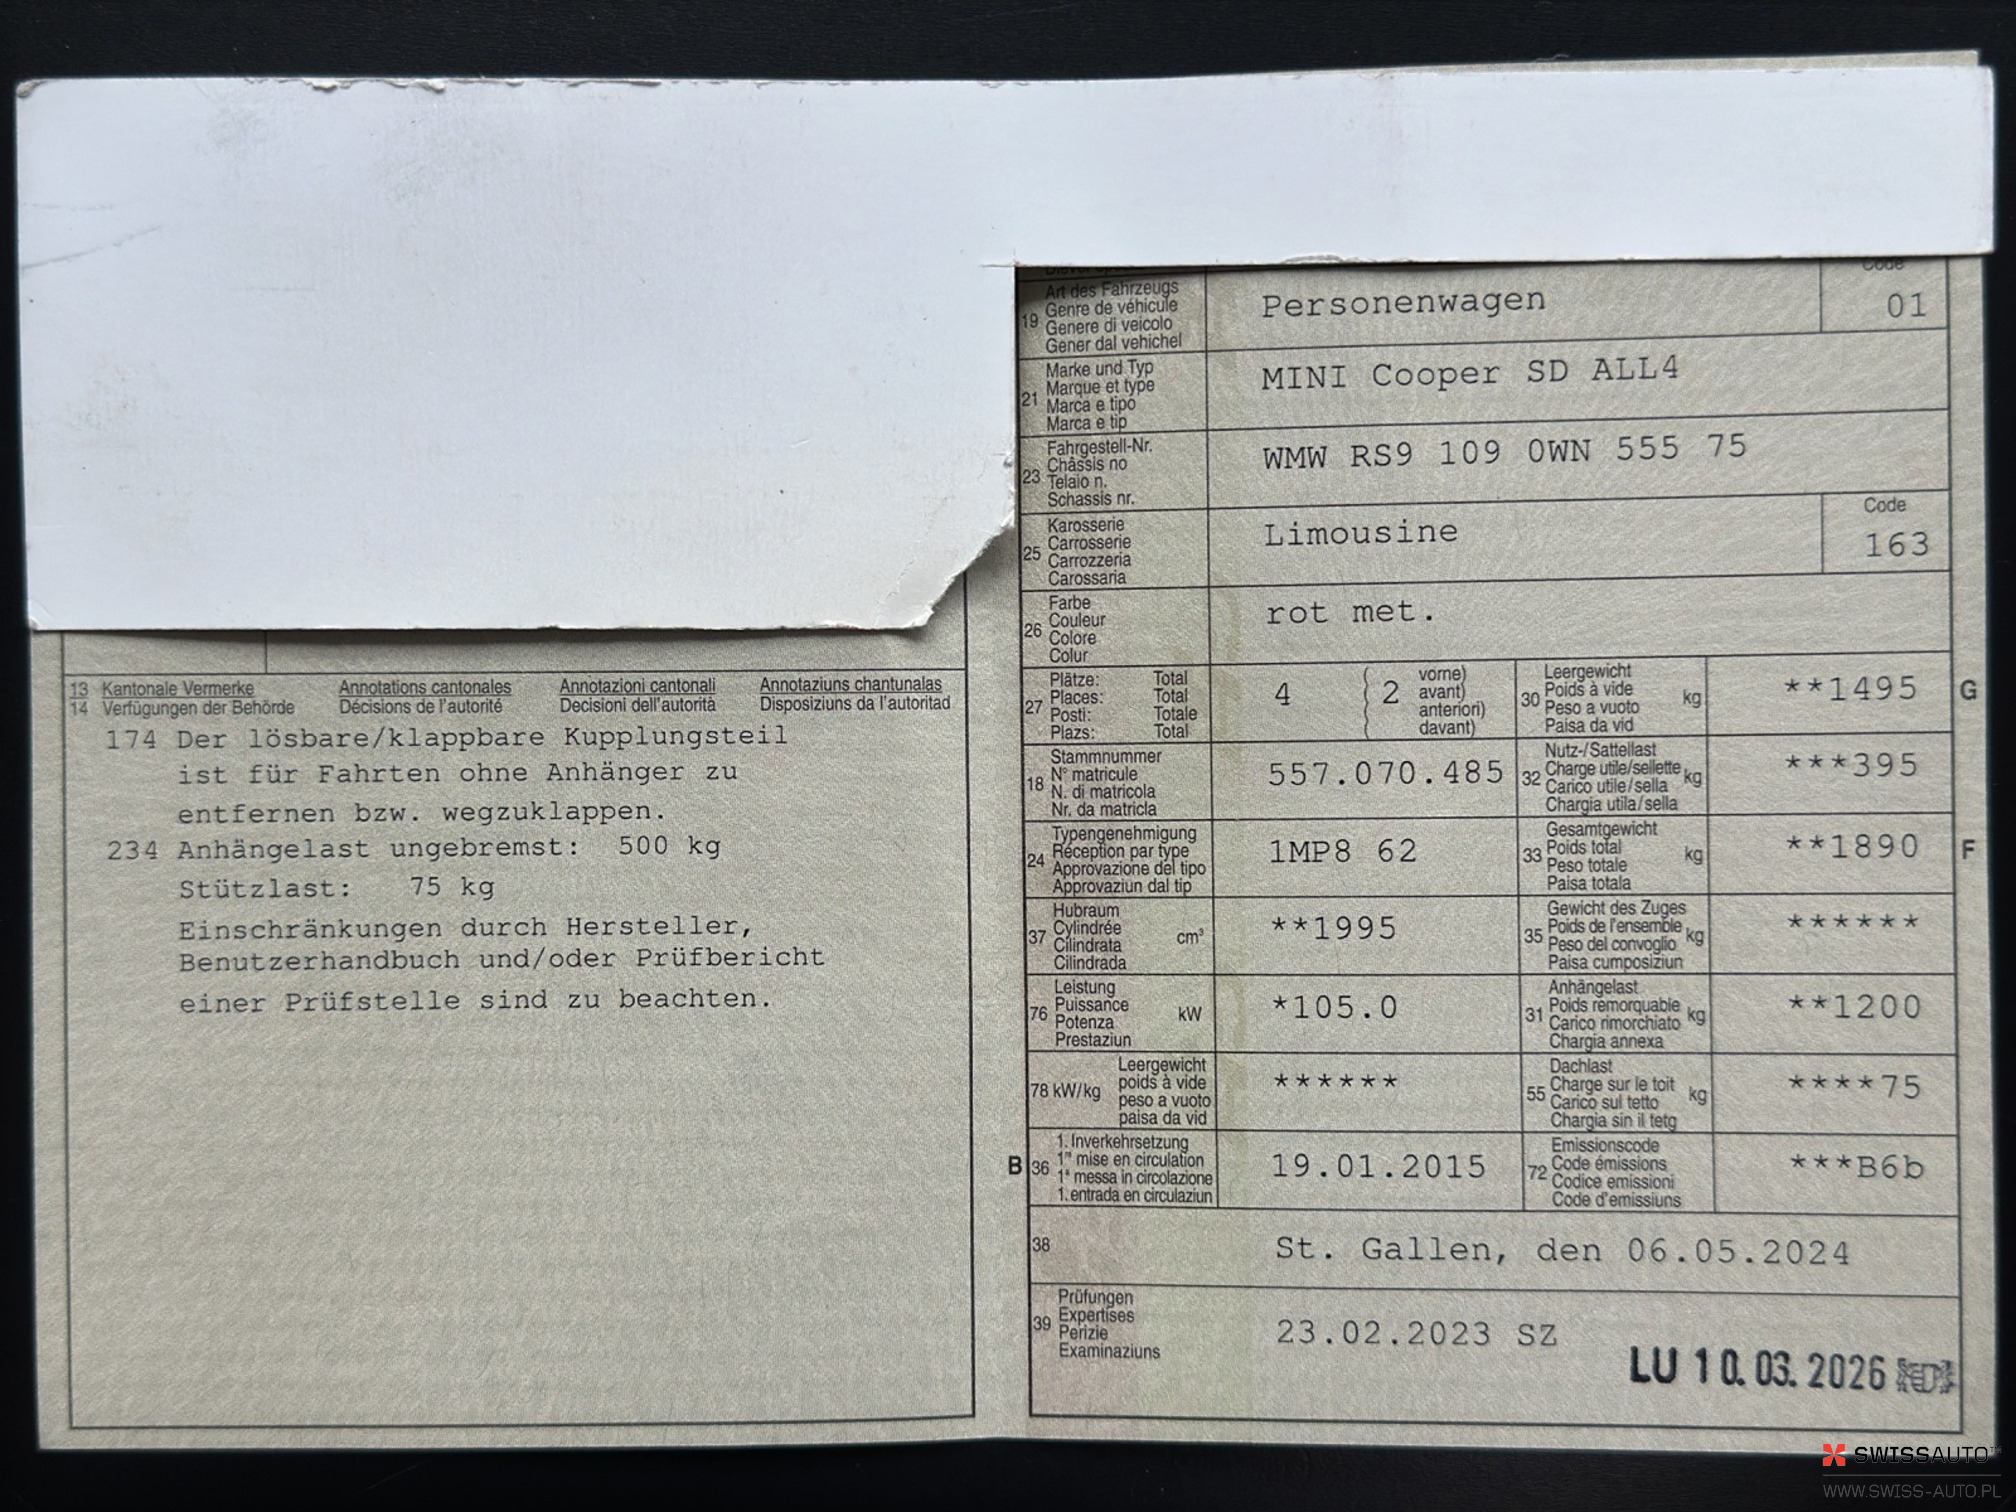 13 Kantonale Vermerke Annotations cantonales Annotazioni cantonali Annotaziuns chantunalas
14 Verfügungen der Behörde Décisions de l'autorité Decisioni dell'autorità Disposiziuns da l'autoritad
174 Der lösbare/klappbare Kupplungsteil
ist für Fahrten ohne Anhänger zu
entfernen bzw. wegzuklappen.
234 Anhängelast ungebremst: 500 kg
Stützlast: 75 kg
Einschränkungen durch Hersteller,
Benutzerhandbuch und/oder Prüfbericht
einer Prüfstelle sind zu beachten.
Code
19 Art des Fahrzeugs
Genre de véhicule
Genere di veicolo
Gener dal vehichel
Personenwagen 01
21 Marke und Typ
Marque et type
Marca e tipo
Marca e tip
MINI Cooper SD ALL4
23 Fahrgestell-Nr.
Châssis no
Telaio n.
Schassis nr.
WMW RS9 109 0WN 555 75
25 Karosserie
Carrosserie
Carrozzeria
Carossaria
Limousine
Code
163
26 Farbe
Couleur
Colore
Colur
rot met.
27 Plätze: Total
Places: Total
Posti: Totale
Plazs: Total
4 ( 2 vorne)
avant)
anteriori)
davant)
30 Leergewicht
Poids à vide
Peso a vuoto
Paisa da vid
kg **1495 G
18 Stammnummer
N° matricule
N. di matricola
Nr. da matricla
557.070.485
32 Nutz-/Sattellast
Charge utile/sellette
Carico utile/sella
Chargia utila/sella
kg ***395
24 Typengenehmigung
Réception par type
Approvazione del tipo
Approvaziun dal tip
1MP8 62
33 Gesamtgewicht
Poids total
Peso totale
Paisa totala
kg **1890 F
37 Hubraum
Cylindrée
Cilindrata
Cilindrada
cm³ **1995
35 Gewicht des Zuges
Poids de l'ensemble
Peso del convoglio
Paisa cumposiziun
kg ******
76 Leistung
Puissance
Potenza
Prestaziun
kW *105.0
31 Anhängelast
Poids remorquable
Carico rimorchiato
Chargia annexa
kg **1200
78 kW/kg Leergewicht
poids à vide
peso a vuoto
paisa da vid
******
55 Dachlast
Charge sur le toit
Carico sul tetto
Chargia sin il tetg
kg ****75
B 36 1. Inverkehrsetzung
1re mise en circulation
1a messa in circolazione
1. entrada en circulaziun
19.01.2015
72 Emissionscode
Code émissions
Codice emissioni
Code d'emissiuns
***B6b
38 St. Gallen, den 06.05.2024
39 Prüfungen
Expertises
Perizie
Examinaziuns
23.02.2023 SZ
LU 10.03.2026
SWISSAUTO
WWW.SWISS-AUTO.PL